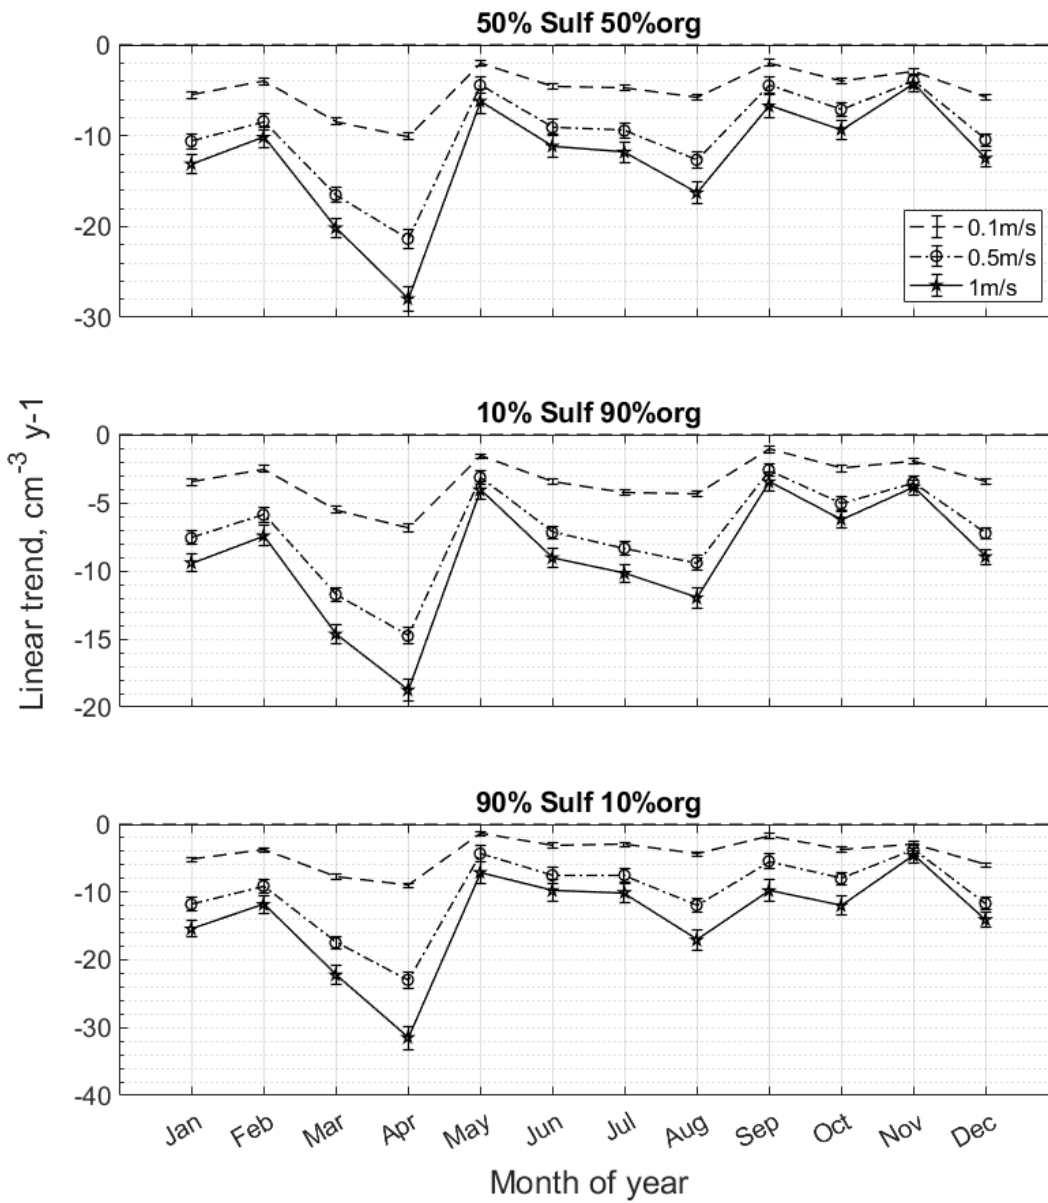 50% Sulf 50%org
0
-10
-20
-30
0.1m/s
0.5m/s
1m/s
10% Sulf 90%org
0
-5
-10
-15
-20
Linear trend, cm-3 y-1
90% Sulf 10%org
0
-10
-20
-30
-40
Jan Feb Mar Apr May Jun Jul Aug Sep Oct Nov Dec
Month of year